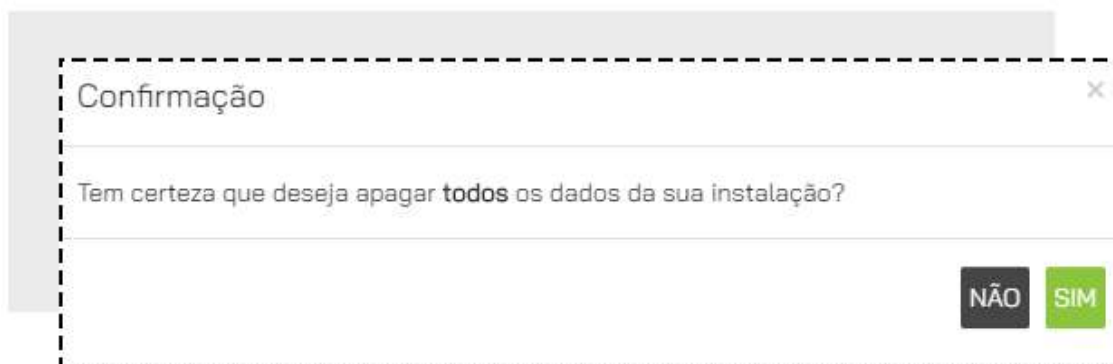 Confirmação
Tem certeza que deseja apagar todos os dados da sua instalação?
NÃO SIM